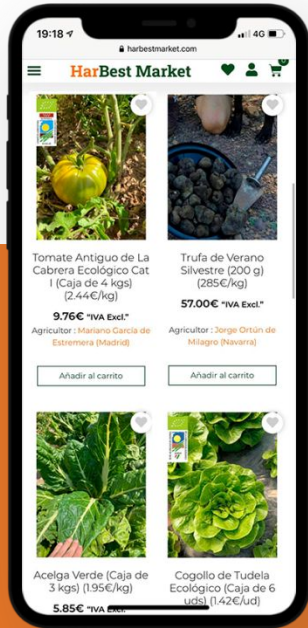 19:18
4G
harbestmarket.com
HarBest Market
0
Tomate Antiguo de La
Cabrera Ecológico Cat
I (Caja de 4 kgs)
(2.44€/kg)
9.76€ "IVA Excl."
Agricultor : Mariano García de
Estremera (Madrid)
Añadir al carrito
Trufa de Verano
Silvestre (200 g)
(285€/kg)
57.00€ "IVA Excl."
Agricultor : Jorge Ortún de
Milagro (Navarra)
Añadir al carrito
Acelga Verde (Caja de
3 kgs) (1.95€/kg)
5.85€ "IVA Excl."
Cogollo de Tudela
Ecológico (Caja de 6
uds) (1.42€/ud)